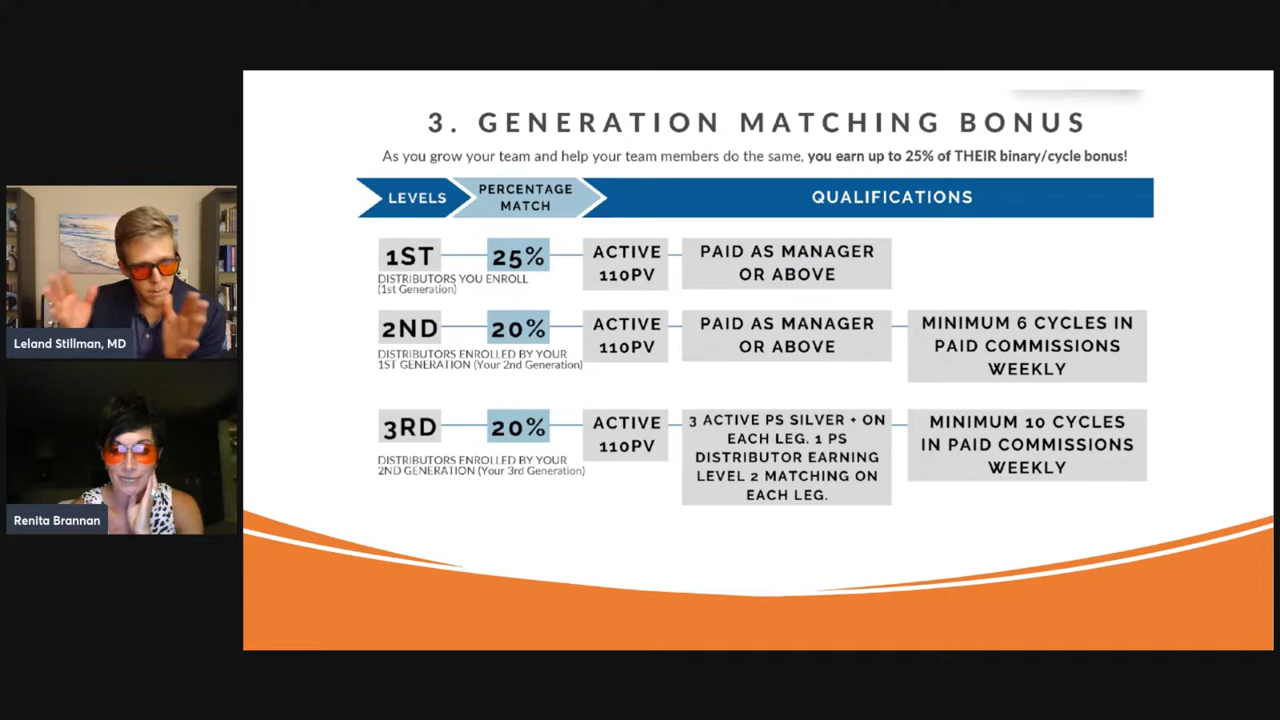 3. GENERATION MATCHING BONUS
As you grow your team and help your team members do the same, you earn up to 25% of THEIR binary/cycle bonus!
LEVELS
PERCENTAGE
MATCH
QUALIFICATIONS
1ST
25%
ACTIVE
110PV
PAID AS MANAGER
OR ABOVE
DISTRIBUTORS YOU ENROLL
(1st Generation)
2ND
20%
ACTIVE
110PV
PAID AS MANAGER
OR ABOVE
MINIMUM 6 CYCLES IN
PAID COMMISSIONS
WEEKLY
DISTRIBUTORS ENROLLED BY YOUR
1ST GENERATION (Your 2nd Generation)
3RD
20%
ACTIVE
110PV
3 ACTIVE PS SILVER + ON
EACH LEG. 1 PS
DISTRIBUTOR EARNING
LEVEL 2 MATCHING ON
EACH LEG.
MINIMUM 10 CYCLES
IN PAID COMMISSIONS
WEEKLY
DISTRIBUTORS ENROLLED BY YOUR
2ND GENERATION (Your 3rd Generation)
Leland Stillman, MD
Renita Brannan